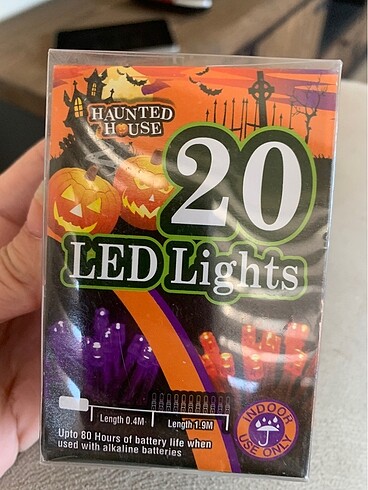 HAUNTED
HOUSE
20
LED Lights
Length 0.4M
Length 1.9M
INDOOR
USE ONLY
Upto 80 Hours of battery life when
used with alkaline batteries